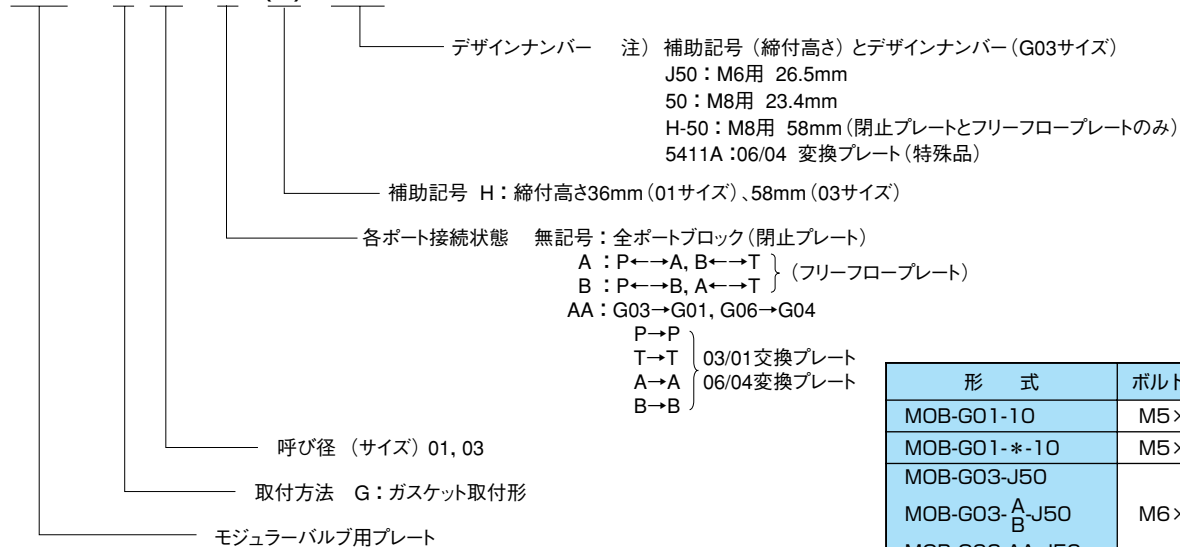 デザインナンバー 注) 補助記号(締付高さ)とデザインナンバー(G03サイズ)
J50:M6用 26.5mm
50:M8用 23.4mm
H-50:M8用 58mm(閉止プレートとフリーフロープレートのみ)
5411A:06/04 変換プレート(特殊品)
補助記号 H:締付高さ36mm(01サイズ)、58mm(03サイズ)
各ポート接続状態 無記号:全ポートブロック(閉止プレート)
A :P←→A, B←→T
B :P←→B, A←→T
(フリーフロープレート)
AA:G03→G01, G06→G04
P→P
T→T 03/01交換プレート
A→A 06/04変換プレート
B→B
呼び径 (サイズ) 01, 03
取付方法 G:ガスケット取付形
モジュラーバルブ用プレート
形 式 ボルト
MOB-G01-10 M5×
MOB-G01-*-10 M5×
MOB-G03-J50
MOB-G03-A/B-J50 M6×